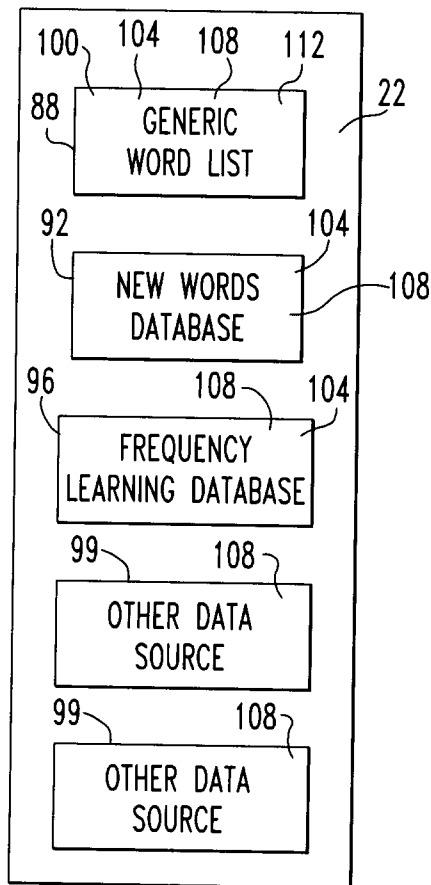 100 104 108 112
88 22
GENERIC
WORD LIST
92 104
NEW WORDS
DATABASE
108
96 108 104
FREQUENCY
LEARNING DATABASE
99 108
OTHER DATA
SOURCE
99 108
OTHER DATA
SOURCE